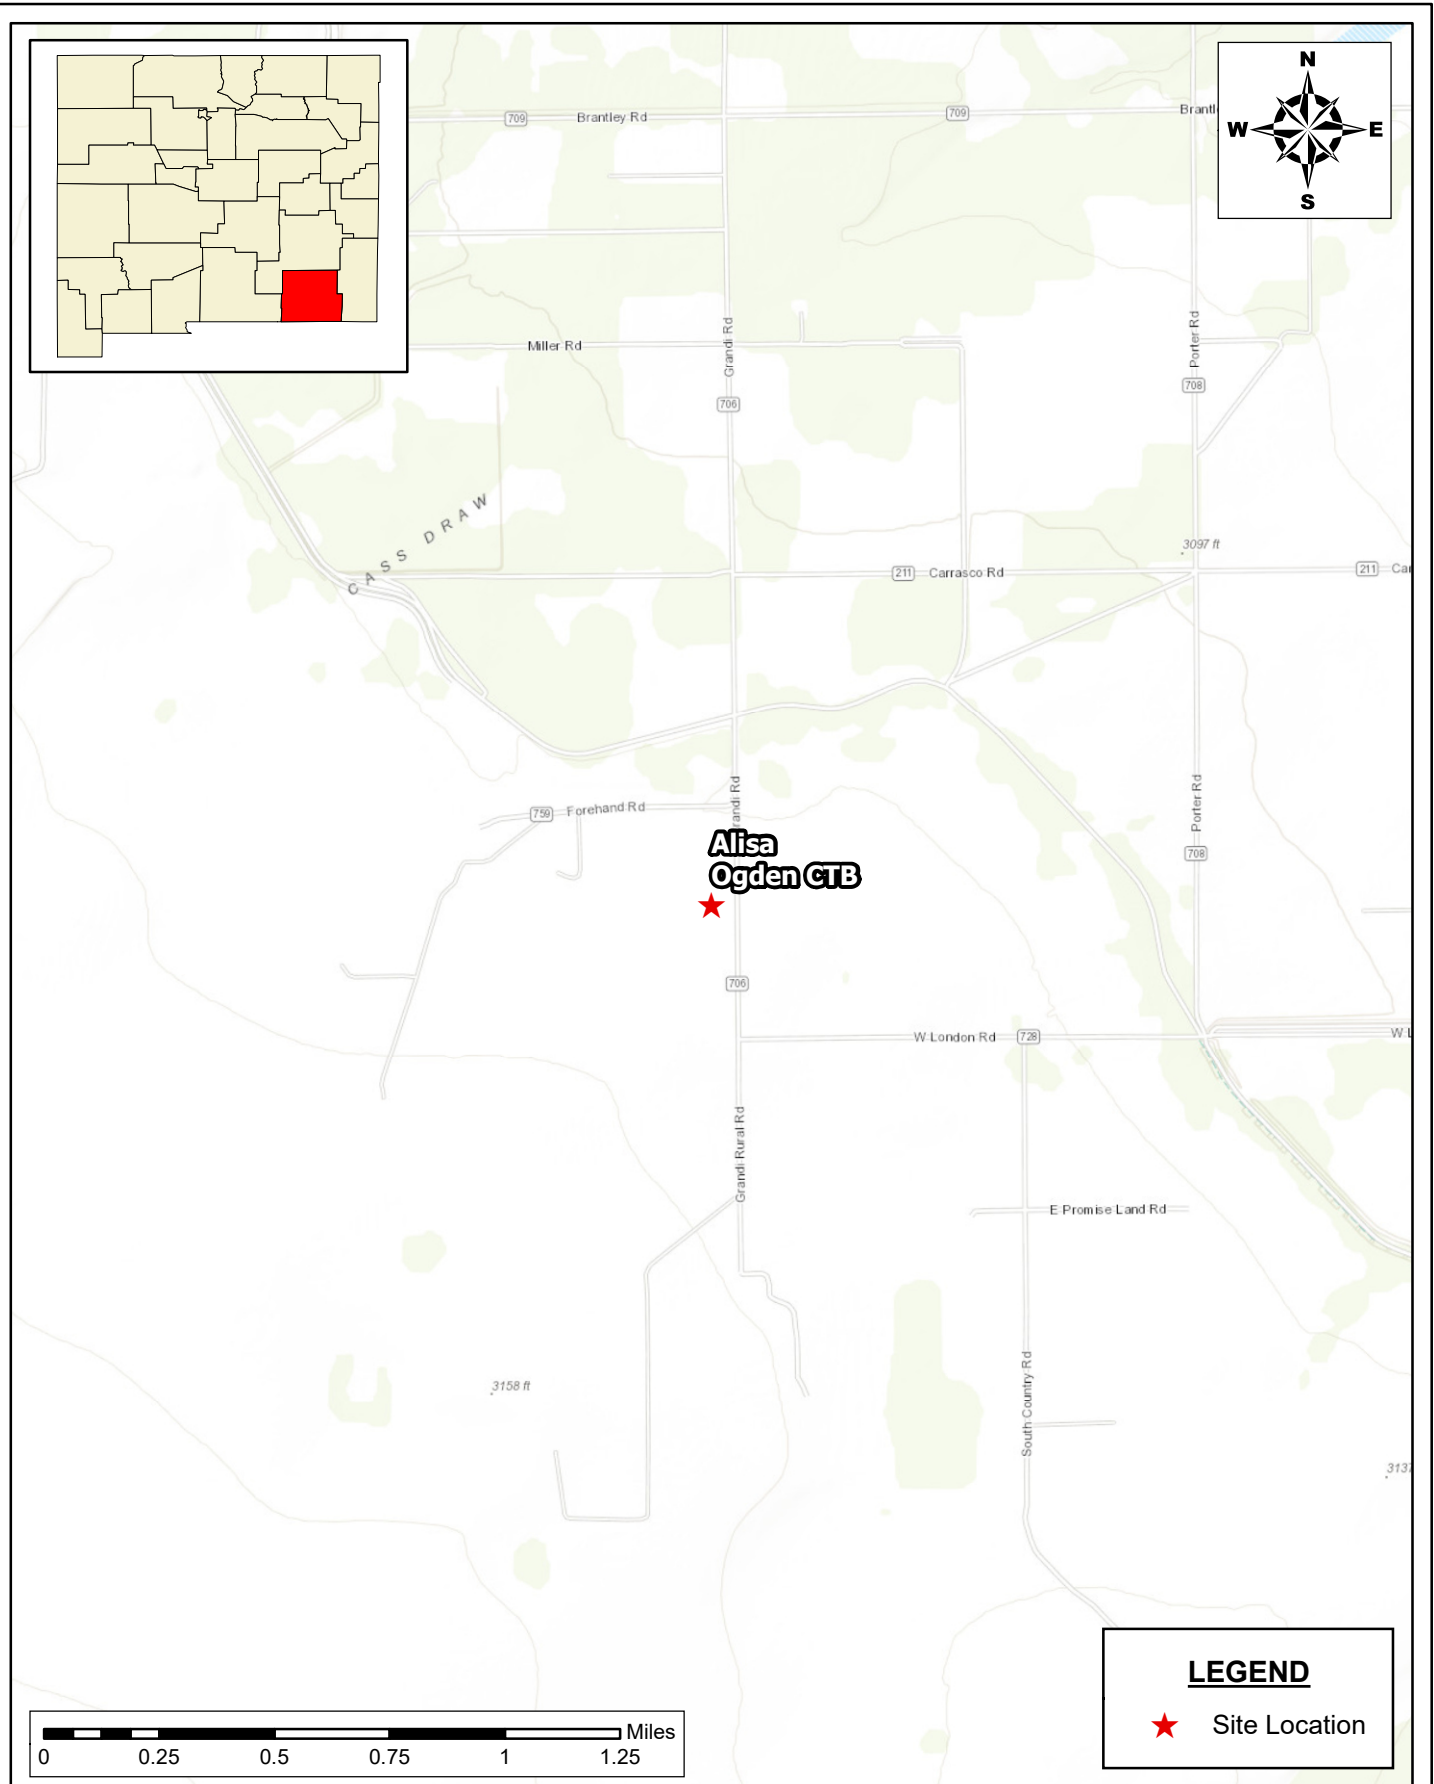 N
W E
S
709 Brantley Rd 709 Brantl
Miller Rd
Grandi Rd
706
Porter Rd
708
CASS DRAW
3097 ft
211 Carrasco Rd 211 Car
759 Forehand Rd
randi Rd
Porter Rd
708
Alisa
Ogden CTB
706
W London Rd 728 W L
Grandi Rural Rd
E Promise Land Rd
South Country Rd
3158 ft
3137
LEGEND
Site Location
Miles
0 0.25 0.5 0.75 1 1.25